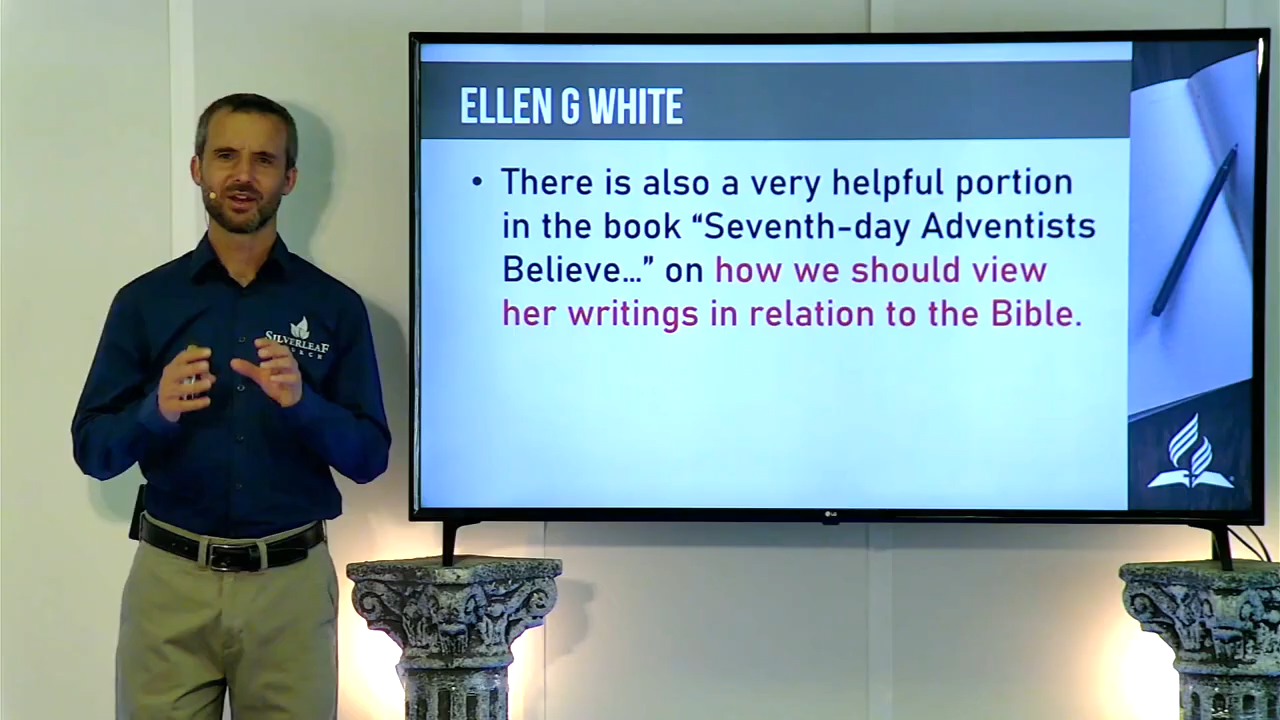 ELLEN G WHITE
• There is also a very helpful portion
in the book “Seventh-day Adventists
Believe...” on how we should view
her writings in relation to the Bible.
SILVERLEAF
LG